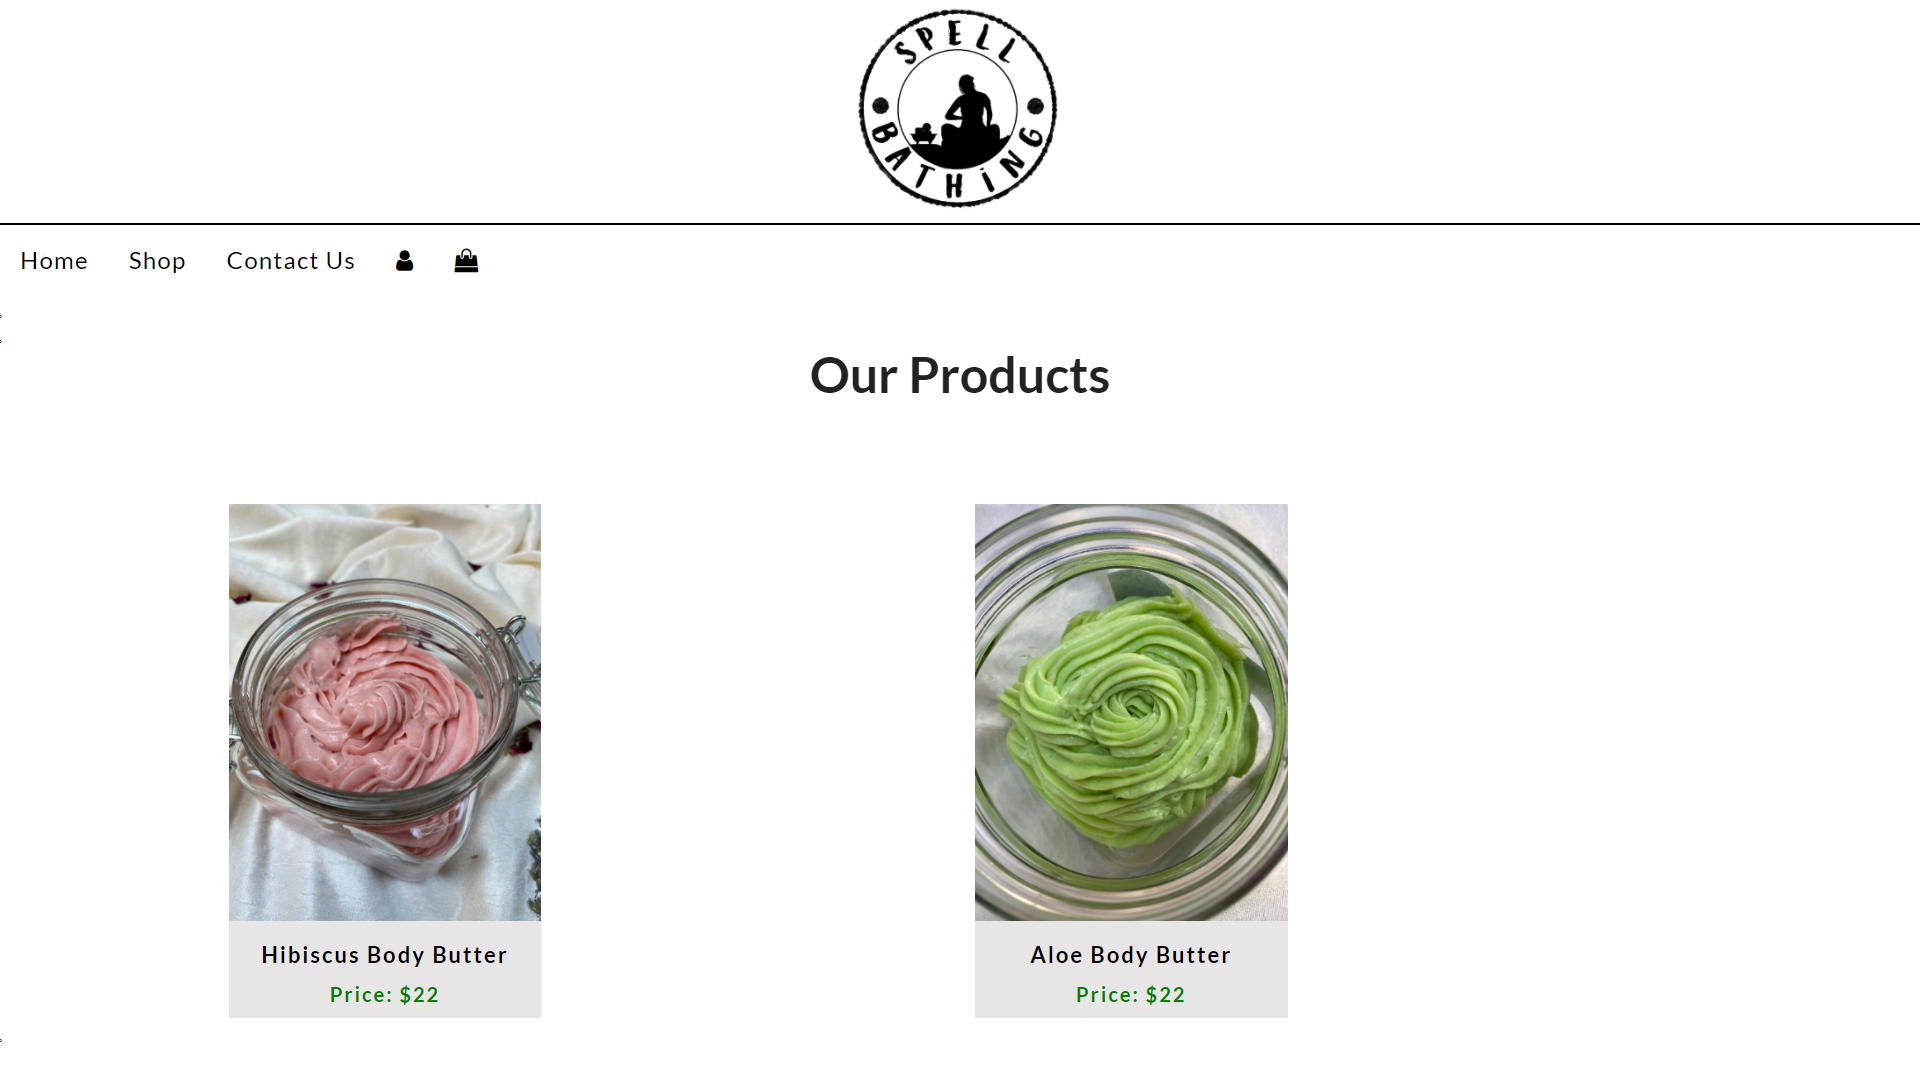 SPELL
BATHING
Home Shop Contact Us
Our Products
Hibiscus Body Butter
Price: $22
Aloe Body Butter
Price: $22